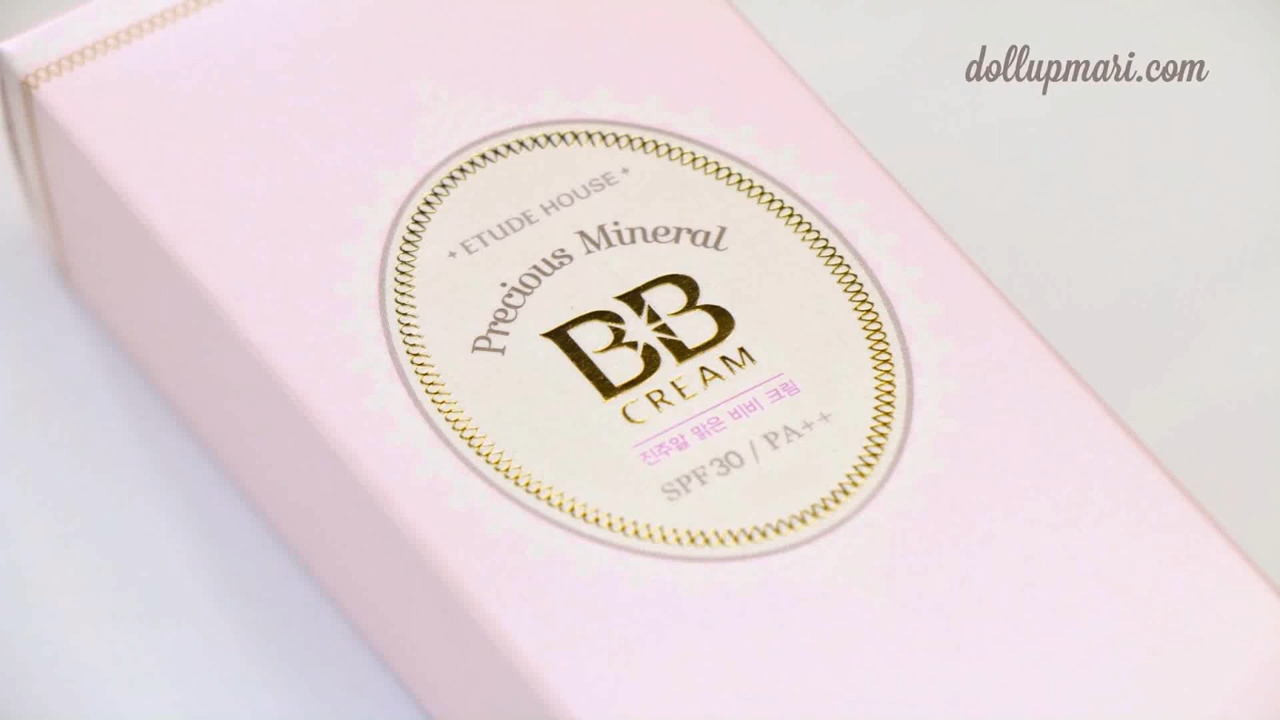 dollupmari.com
ETUDE HOUSE
Precious Mineral
BB
CREAM
진주알 맑은 비비 크림
SPF30 / PA++